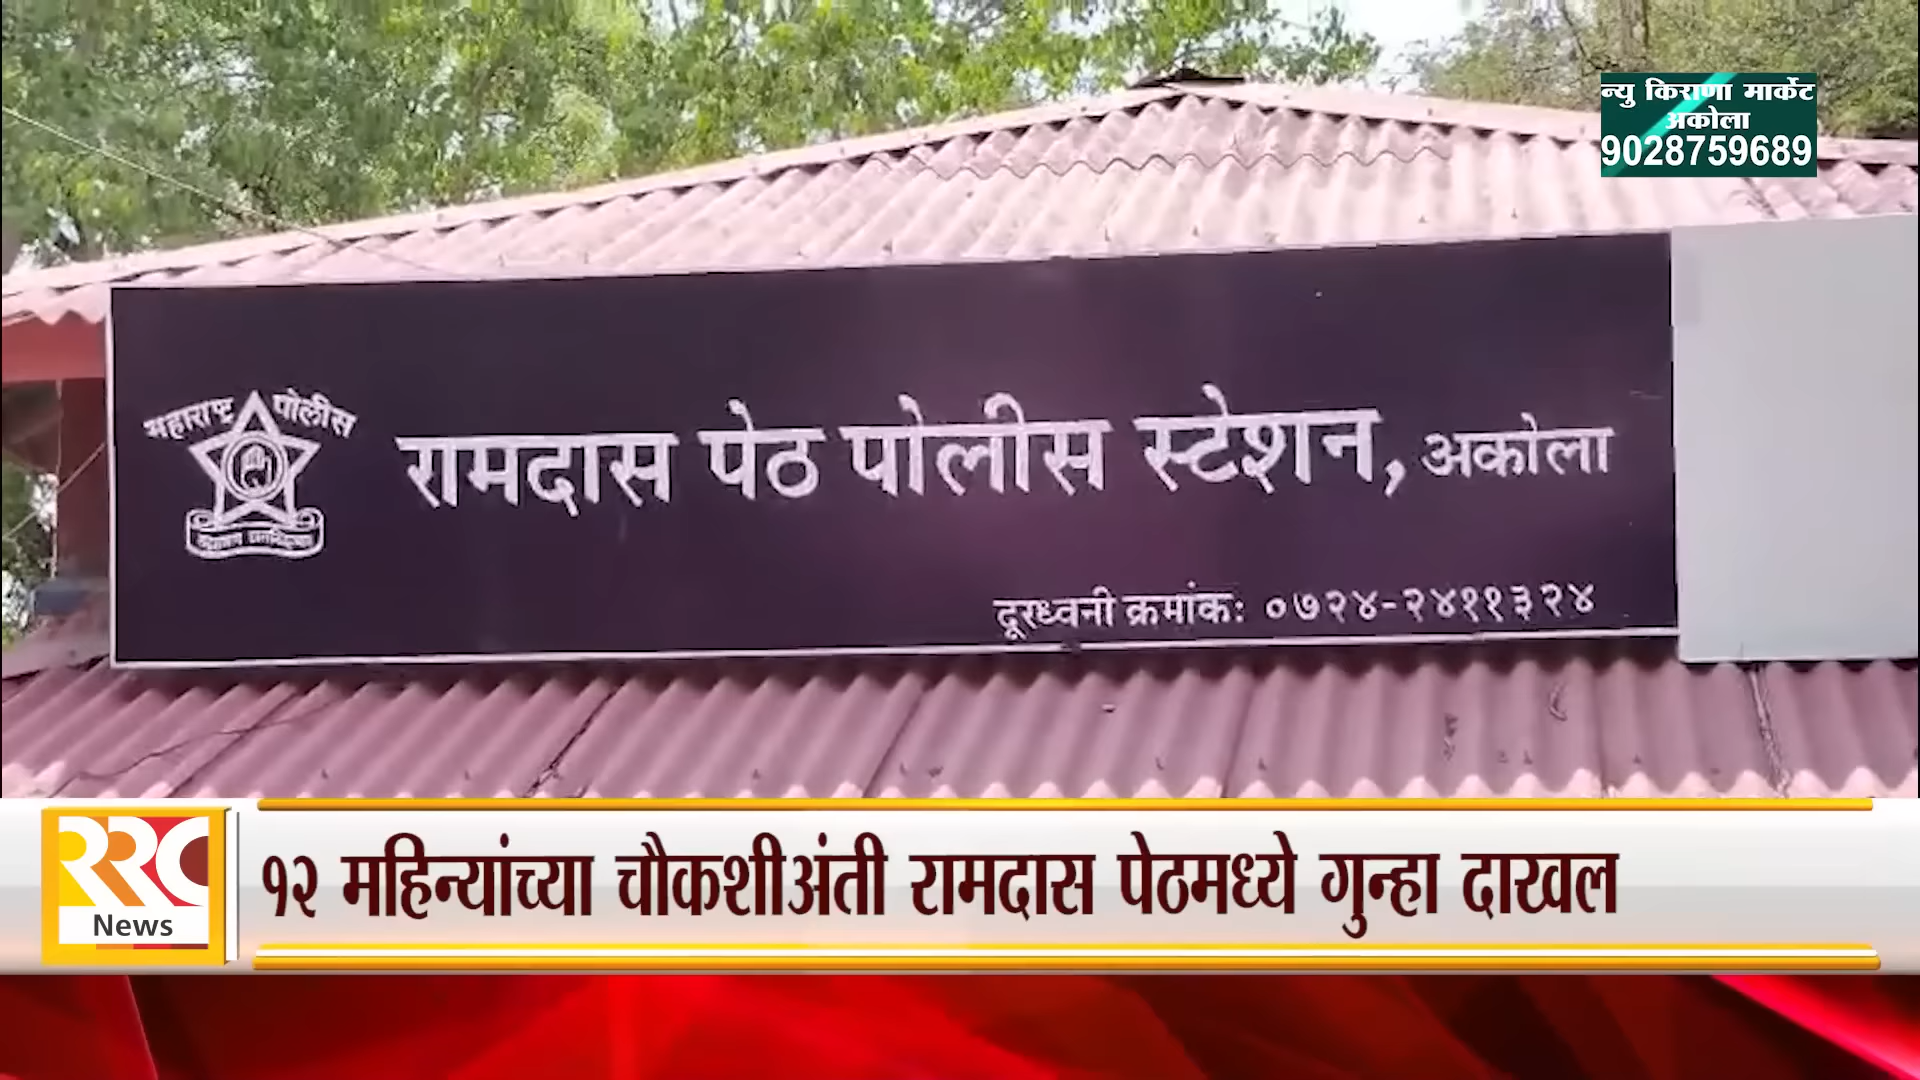 न्यु किराणा मार्केट
अकोला
9028759689
महाराष्ट्र पोलीस
रामदास पेठ पोलीस स्टेशन, अकोला
दूरध्वनी क्रमांक: ०७२४-२४११३२४
RRC
News
१२ महिन्यांच्या चौकशीअंती रामदास पेठमध्ये गुन्हा दाखल